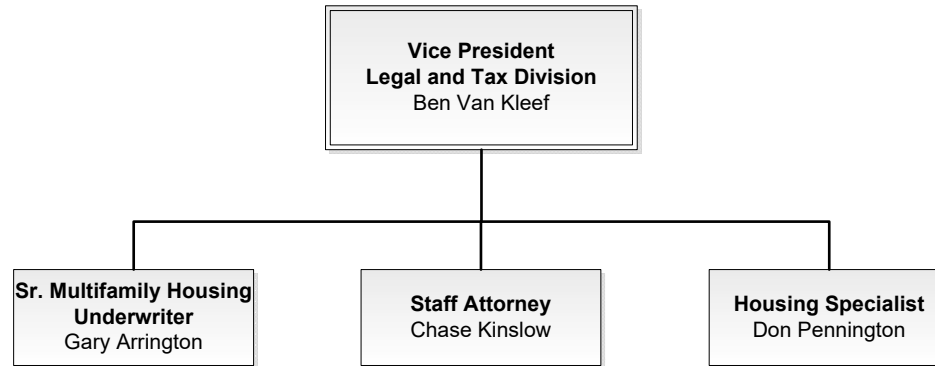 Vice President
Legal and Tax Division
Ben Van Kleef
Sr. Multifamily Housing
Underwriter
Gary Arrington
Staff Attorney
Chase Kinslow
Housing Specialist
Don Pennington